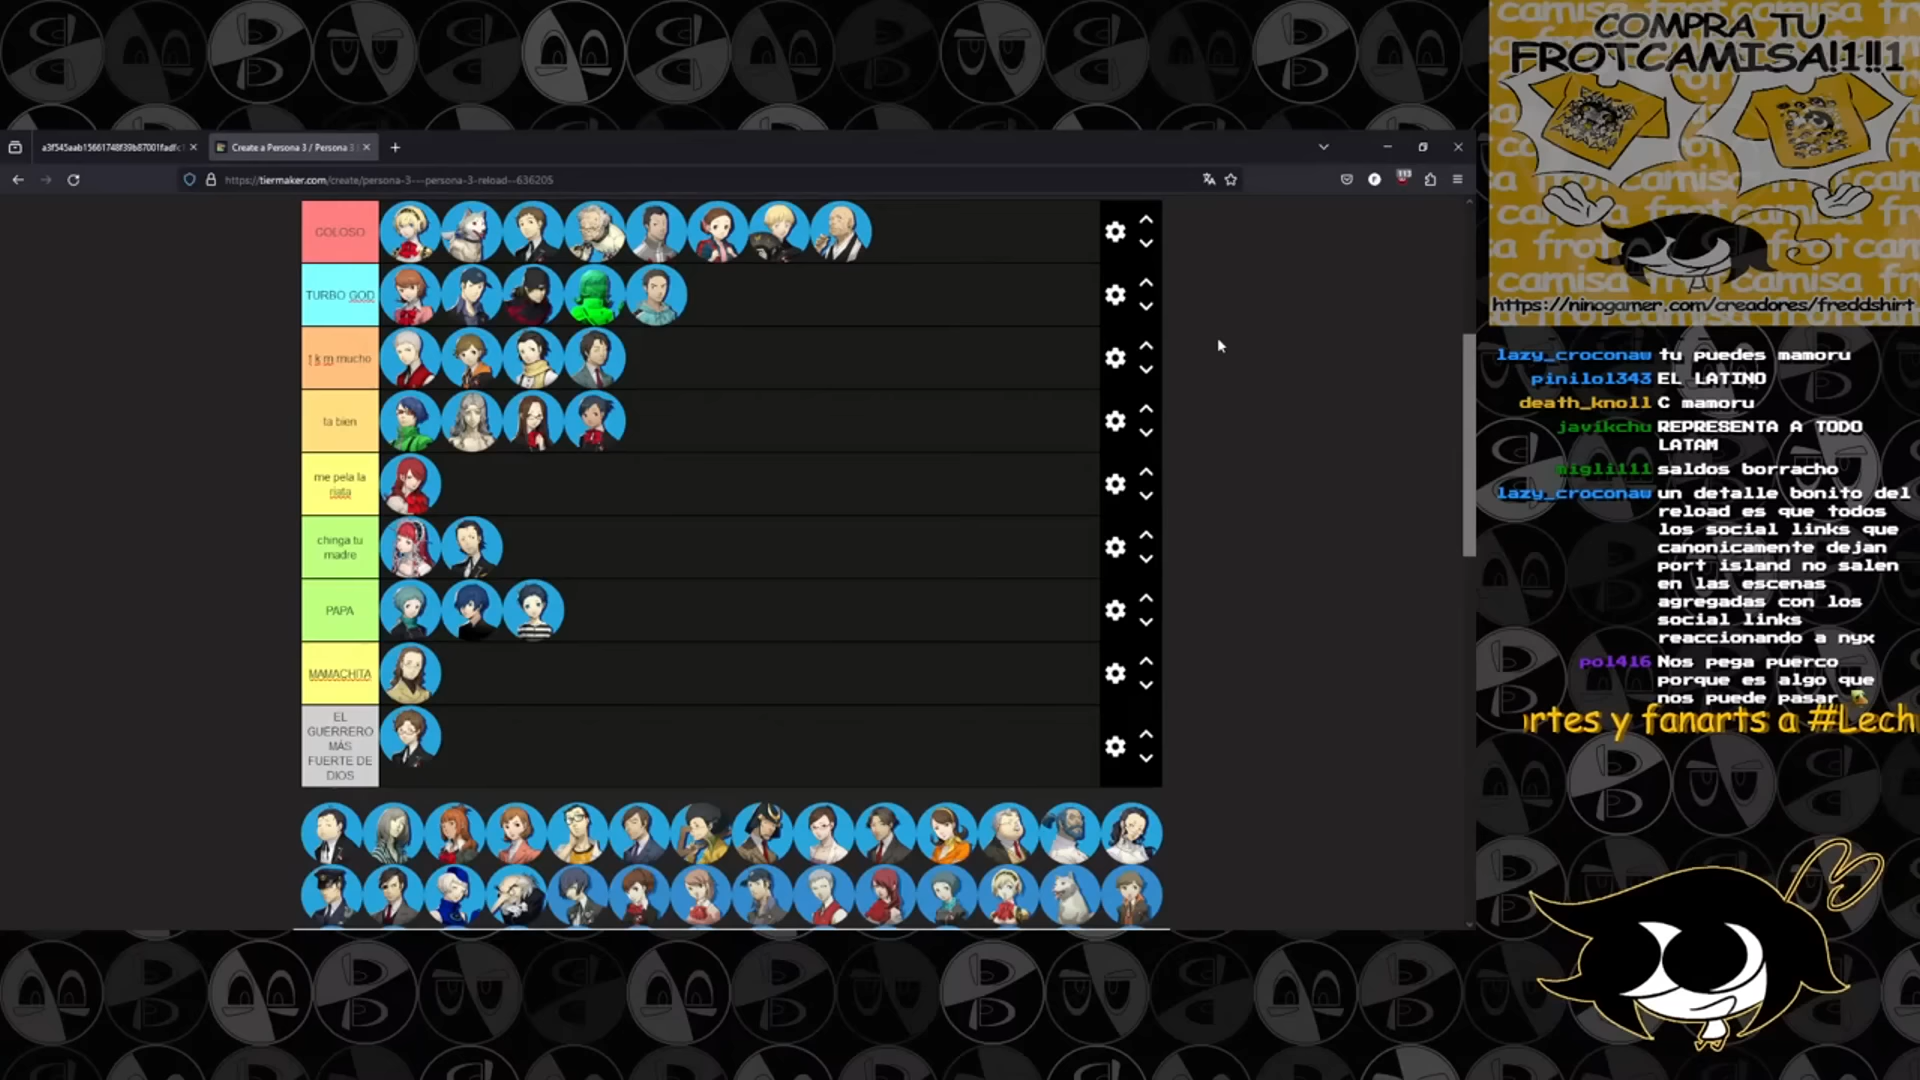 COMPRA TU
FROTCAMISA!1!!1
https://ninogamer.com/creadores/freddshirt
Create a Persona 3 / Persona 3
https://tiermaker.com/create/persona-3---persona-3-reload--636205
113
COLOSO
TURBO GOD
t k m mucho
ta bien
me pela la
riata
chinga tu
madre
PAPA
MAMACHITA
EL
GUERRERO
MÁS
FUERTE DE
DIOS
lazy_croconaw tu puedes mamoru
pinilol343 EL LATINO
death_knoll C mamoru
javikchu REPRESENTA A TODO
LATAM
saldos borracho
lazy_croconaw un detalle bonito del
reload es que todos
los social links que
canonicamente dejan
port island no salen
en las escenas
agregadas con los
social links
reaccionando a nyx
pol416 Nos pega puerco
porque es algo que
nos puede pasar
rtes y fanarts a #Lech